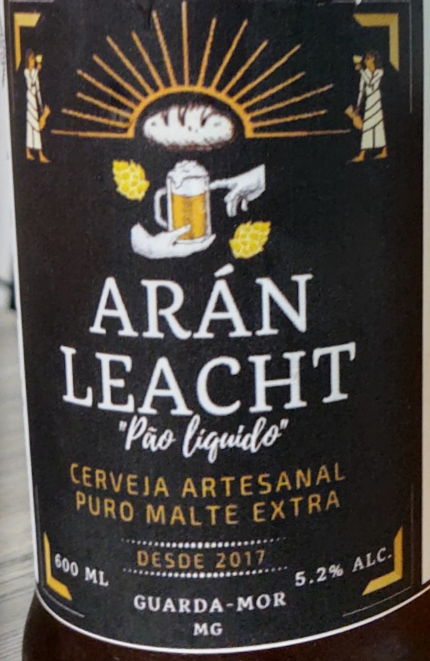 ARÁN
LEACHT
"Pão líquido"
CERVEJA ARTESANAL
PURO MALTE EXTRA
DESDE 2017
600 ML
5.2% ALC.
GUARDA-MOR
MG